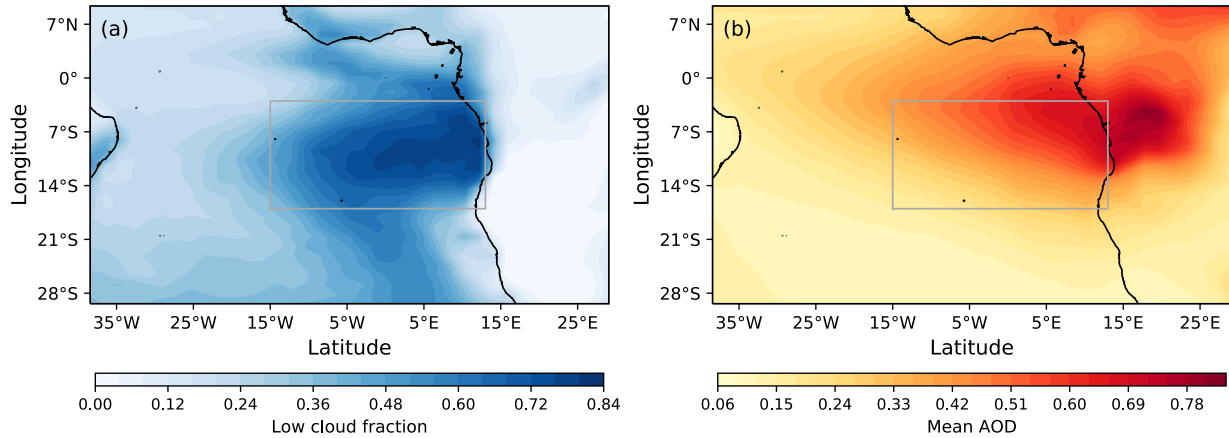 (a)
7°N
0°
7°S
14°S
21°S
28°S
Longitude
35°W 25°W 15°W 5°W 5°E 15°E 25°E
Latitude
0.00 0.12 0.24 0.36 0.48 0.60 0.72 0.84
Low cloud fraction
(b)
7°N
0°
7°S
14°S
21°S
28°S
Longitude
35°W 25°W 15°W 5°W 5°E 15°E 25°E
Latitude
0.06 0.15 0.24 0.33 0.42 0.51 0.60 0.69 0.78
Mean AOD